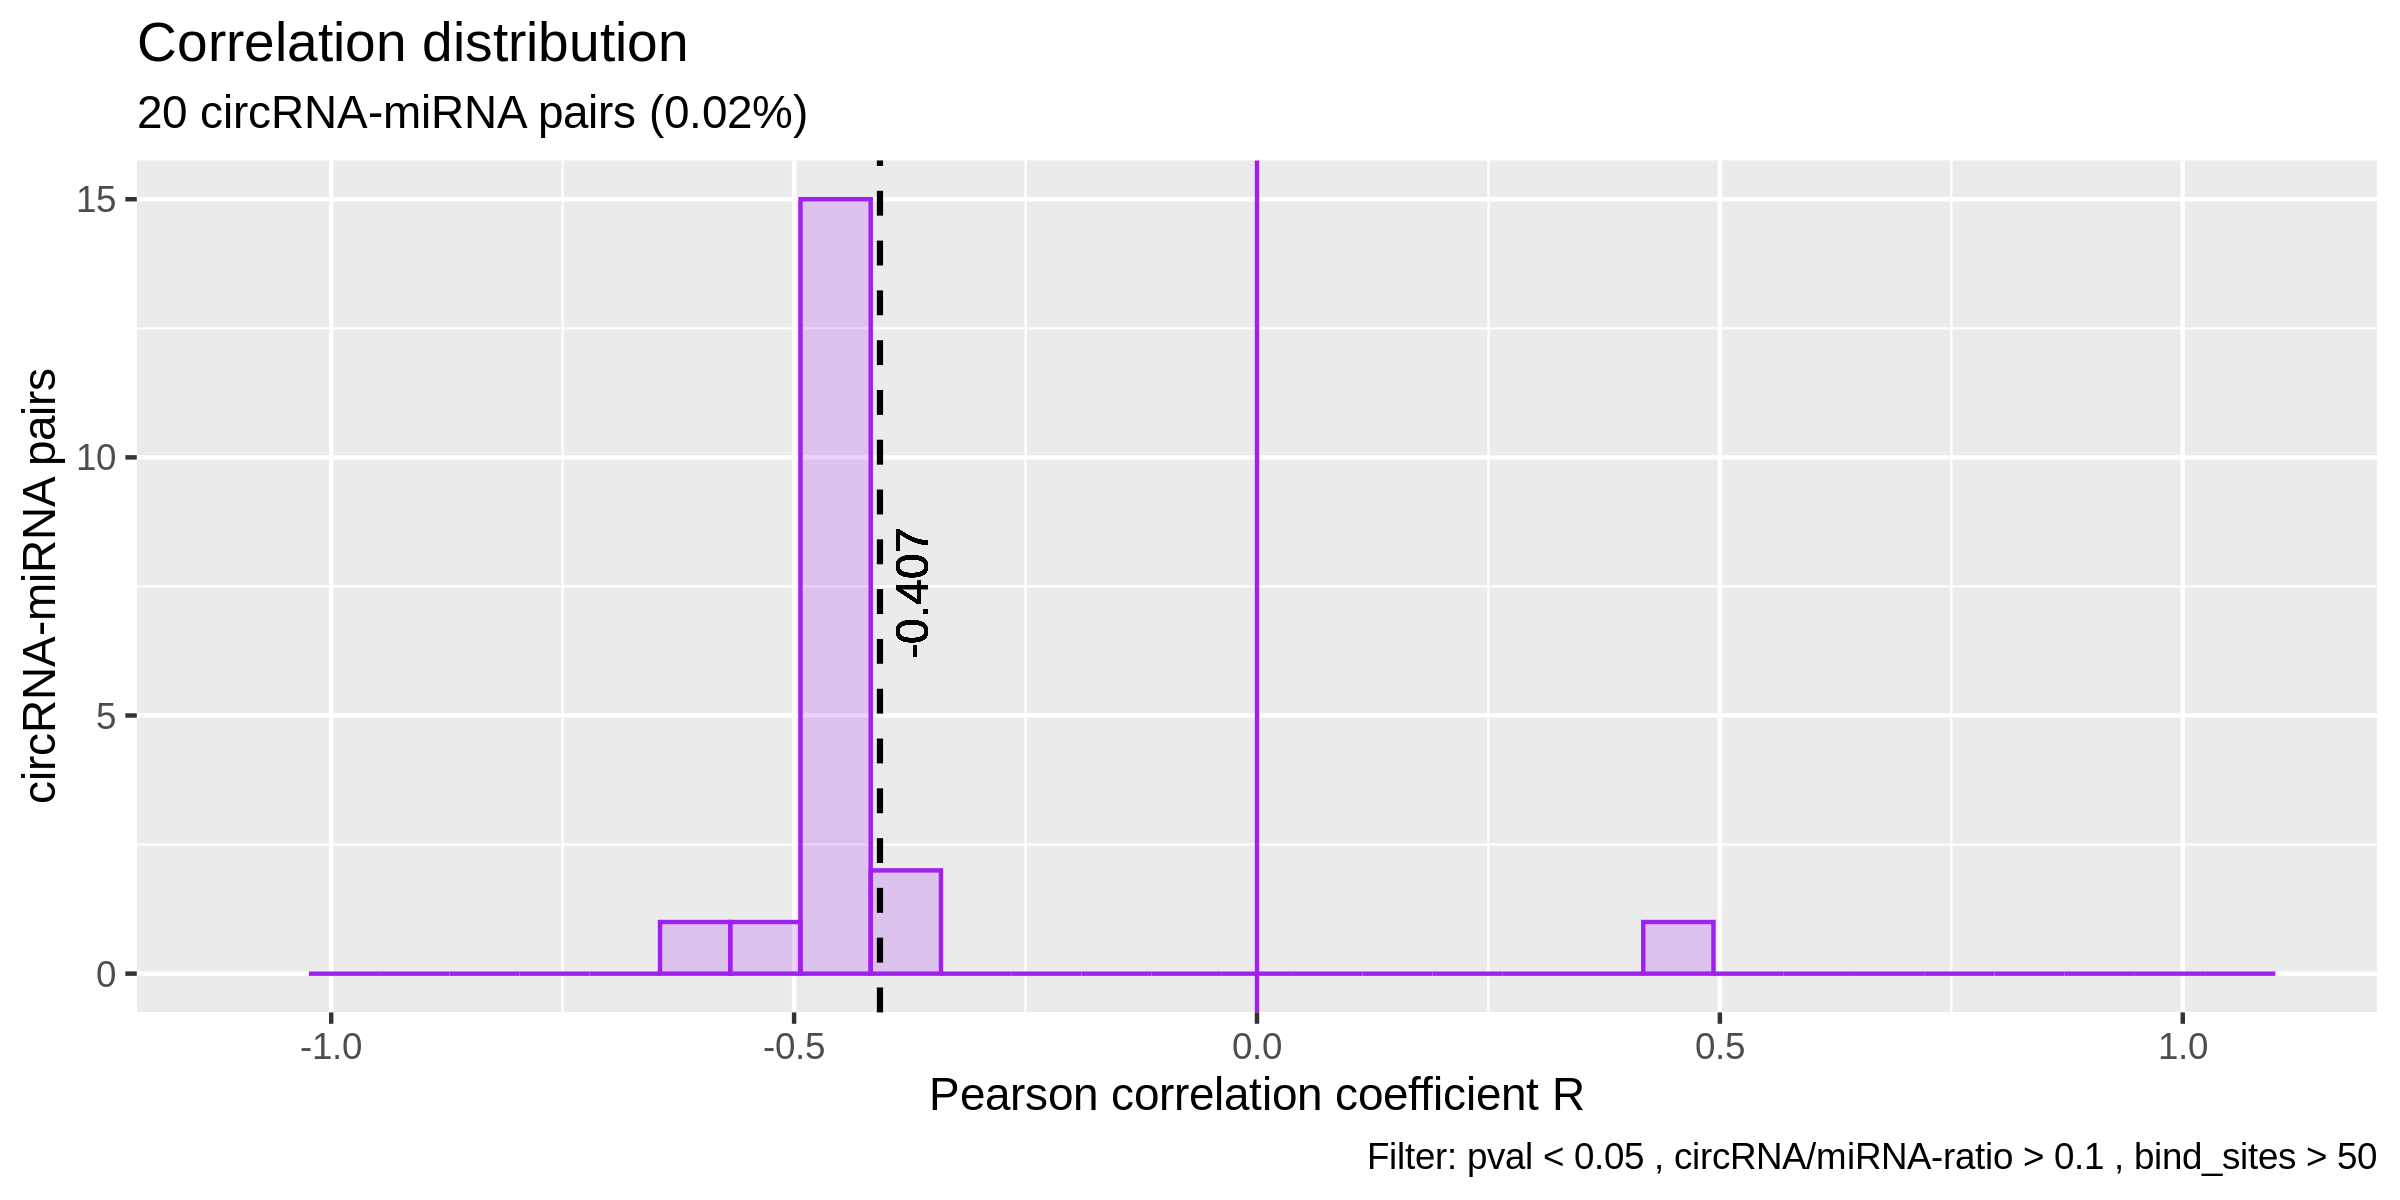 Correlation distribution
20 circRNA-miRNA pairs (0.02%)
circRNA-miRNA pairs
15
10
5
0
-0.407
-1.0
-0.5
0.0
0.5
1.0
Pearson correlation coefficient R
Filter: pval < 0.05 , circRNA/miRNA-ratio > 0.1 , bind_sites > 50